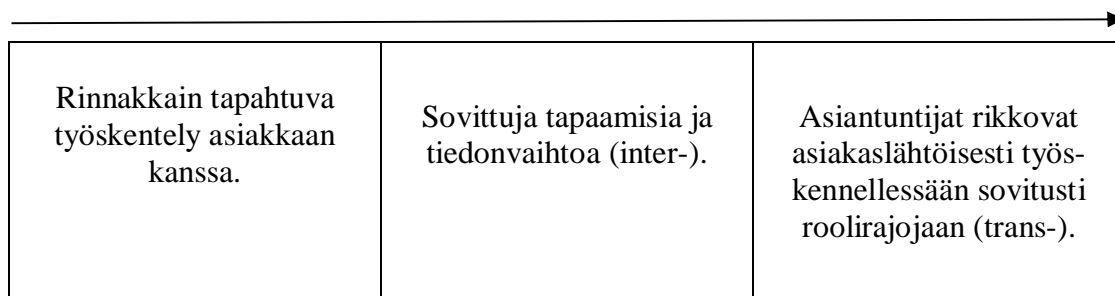 Rinnakkain tapahtuva
työskentely asiakkaan
kanssa.
Sovittuja tapaamisia ja
tiedonvaihtoa (inter-).
Asiantuntijat rikkovat
asiakaslähtöisesti työs-
kennellessään sovitusti
roolirajojaan (trans-).